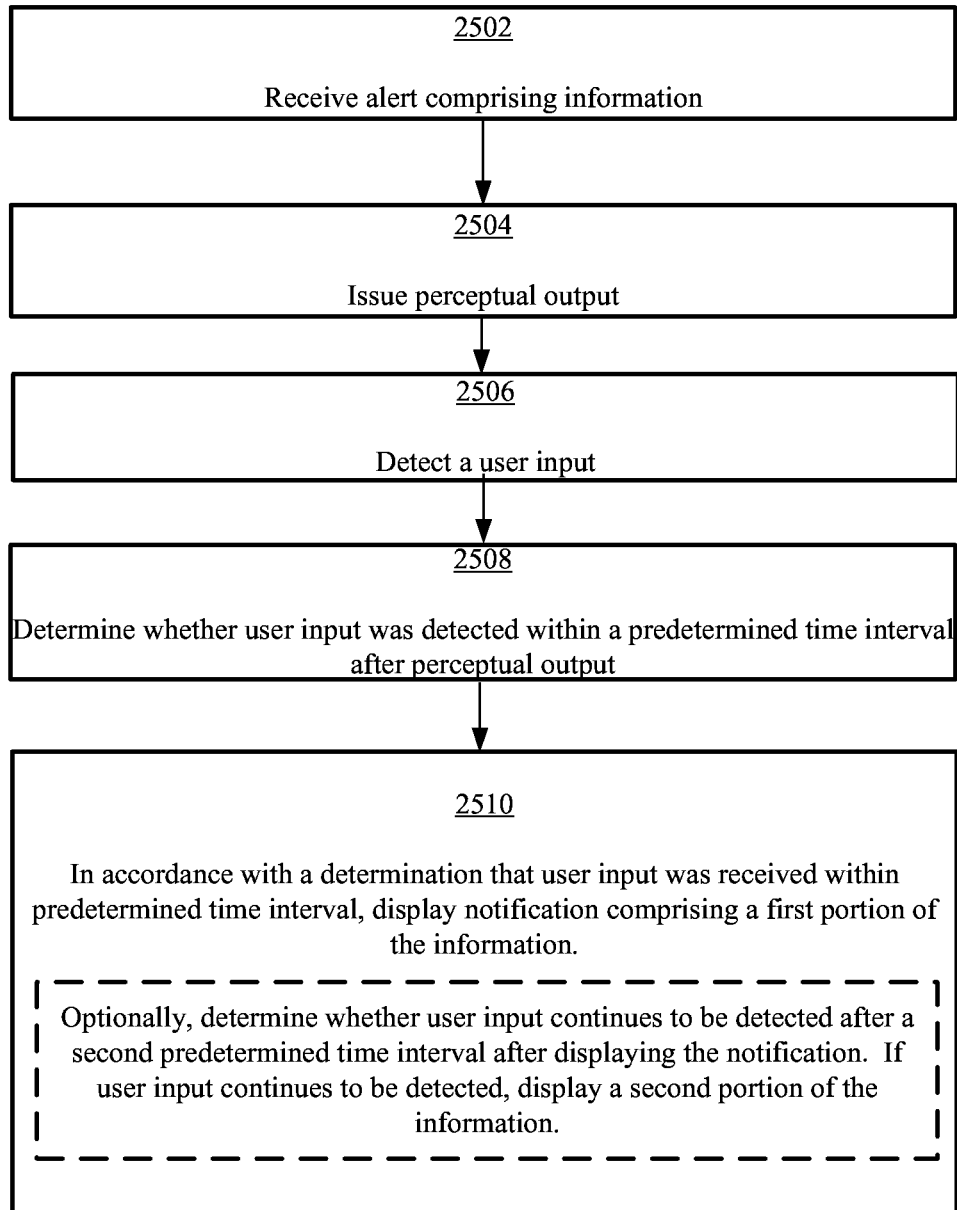 2502
Receive alert comprising information
2504
Issue perceptual output
2506
Detect a user input
2508
Determine whether user input was detected within a predetermined time interval
after perceptual output
2510
In accordance with a determination that user input was received within
predetermined time interval, display notification comprising a first portion of
the information.
Optionally, determine whether user input continues to be detected after a
second predetermined time interval after displaying the notification.  If
user input continues to be detected, display a second portion of the
information.